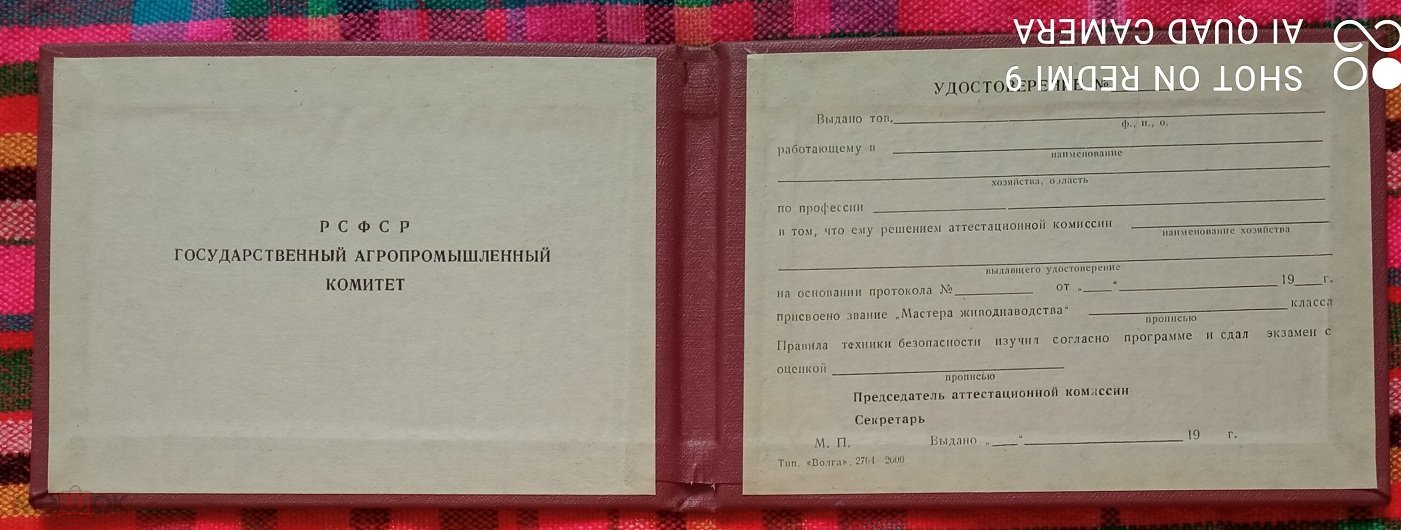 РСФСР
ГОСУДАРСТВЕННЫЙ АГРОПРОМЫШЛЕННЫЙ
КОМИТЕТ
УДОСТОВЕРЕНИЕ №
Выдано тов.
ф., и., о.
работающему в
наименование
хозяйства, область
по профессии
в том, что ему решением аттестационной комиссии
наименование хозяйства
выдавшего удостоверение
на основании протокола № от „ “ 19 г.
присвоено звание „Мастера живоднаводства“ класса
прописью
Правила техники безопасности изучил согласно программе и сдал экзамен с
оценкой
прописью
Председатель аттестационной комиссии
Секретарь
М. П. Выдано „ “ 19 г.
Тип. «Волга». 2764—2000
SHOT ON REDMI 9
AI QUAD CAMERA